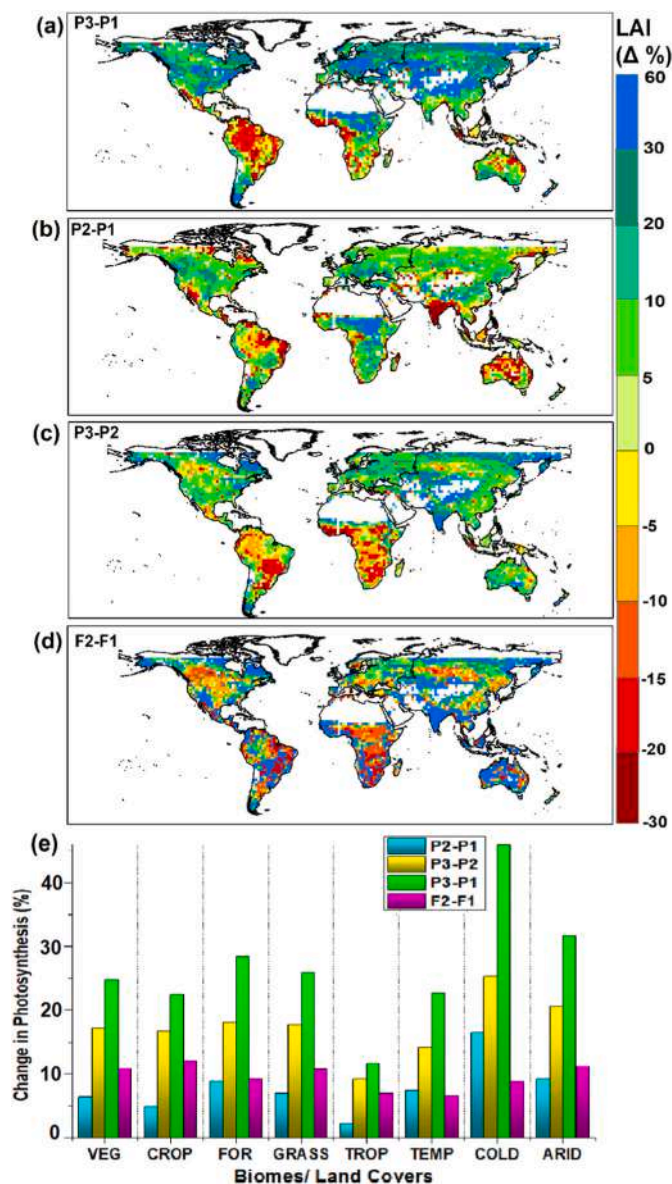 (a) P3-P1
LAI
(Δ %)
60
30
20
10
5
0
-5
-10
-15
-20
-30
(b) P2-P1
(c) P3-P2
(d) F2-F1
(e)
P2-P1
P3-P2
P3-P1
F2-F1
Change in Photosynthesis (%)
40
30
20
10
0
VEG CROP FOR GRASS TROP TEMP COLD ARID
Biomes/ Land Covers